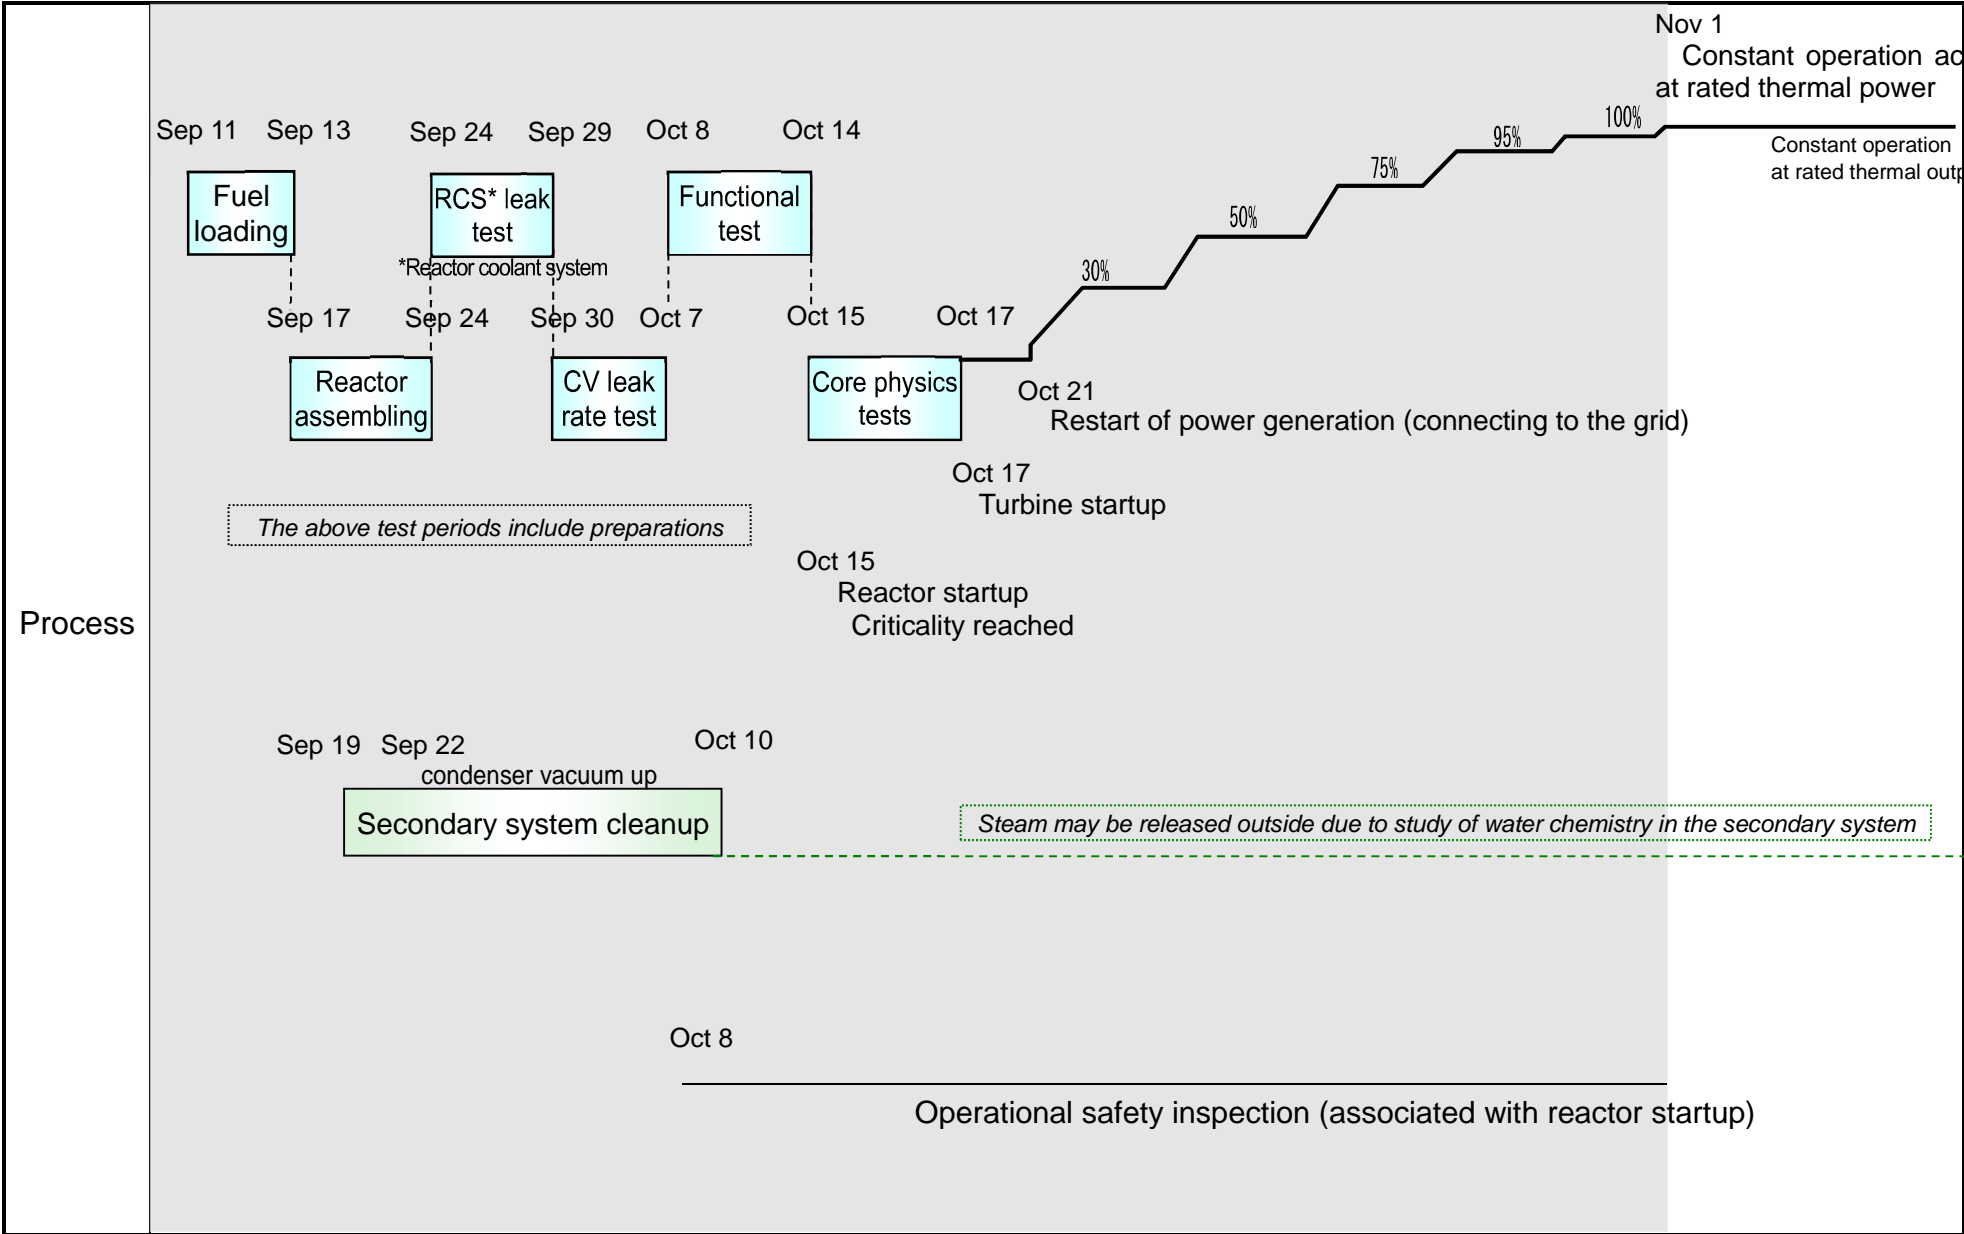 Nov 1
Constant operation
at rated thermal power
100%
95%
Constant operation
at rated thermal
75%
50%
30%
Sep 11 Sep 13 Sep 24 Sep 29 Oct 8 Oct 14
Fuel
loading
RCS* leak
test
Functional
test
*Reactor coolant system
Sep 17 Sep 24 Sep 30 Oct 7 Oct 15 Oct 17
Reactor
assembling
CV leak
rate test
Core physics
tests
Oct 21
Restart of power generation (connecting to the grid)
Oct 17
Turbine startup
The above test periods include preparations
Oct 15
Reactor startup
Criticality reached
Process
Sep 19 Sep 22 Oct 10
condenser vacuum up
Secondary system cleanup
Steam may be released outside due to study of water chemistry in the secondary system
Oct 8
Operational safety inspection (associated with reactor startup)